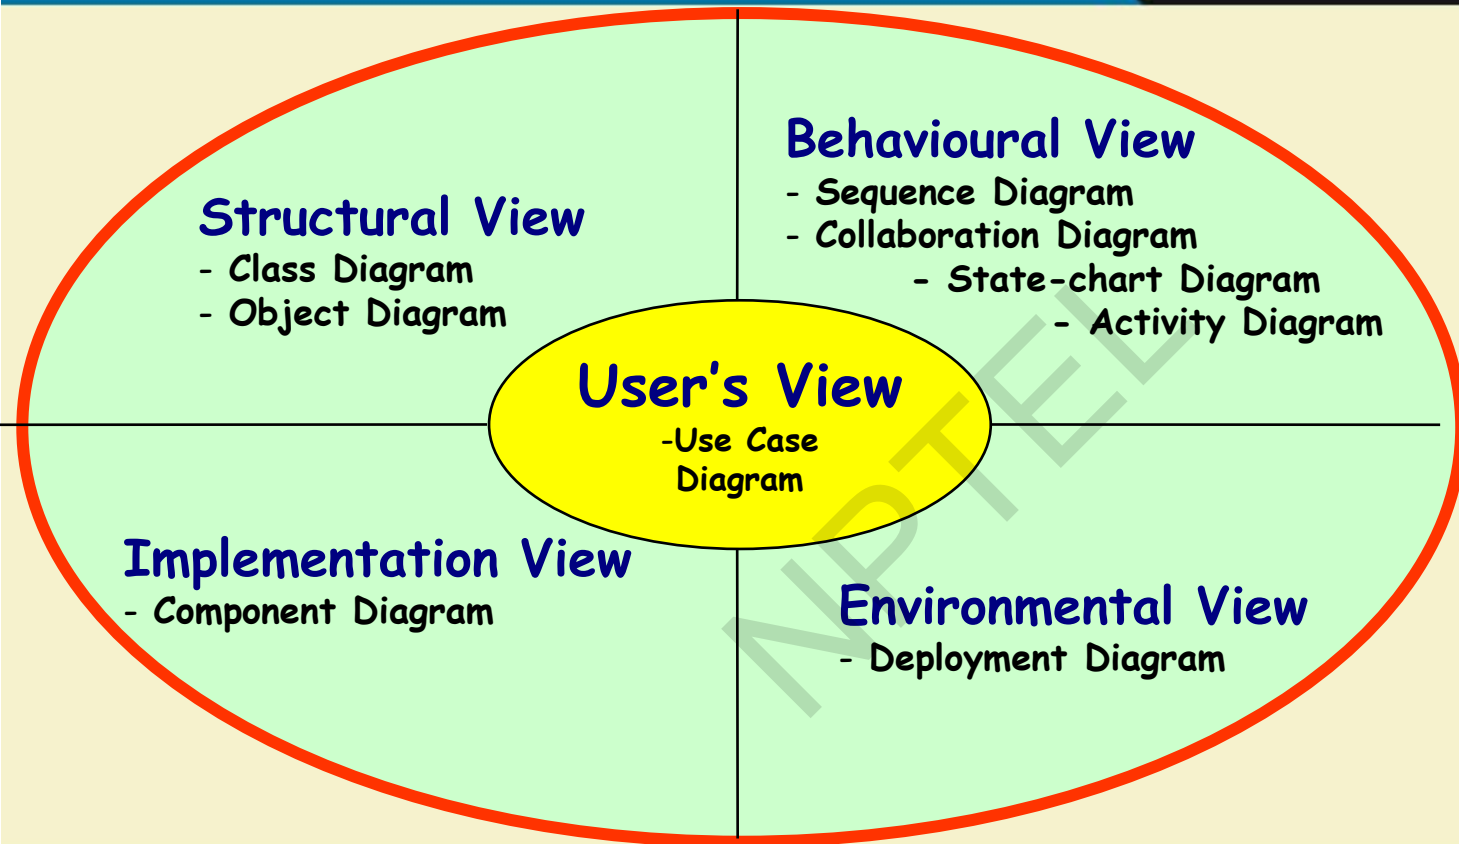 Structural View
- Class Diagram
- Object Diagram
Behavioural View
- Sequence Diagram
- Collaboration Diagram
- State-chart Diagram
- Activity Diagram
User's View
-Use Case
Diagram
Implementation View
- Component Diagram
Environmental View
- Deployment Diagram
NPTEL